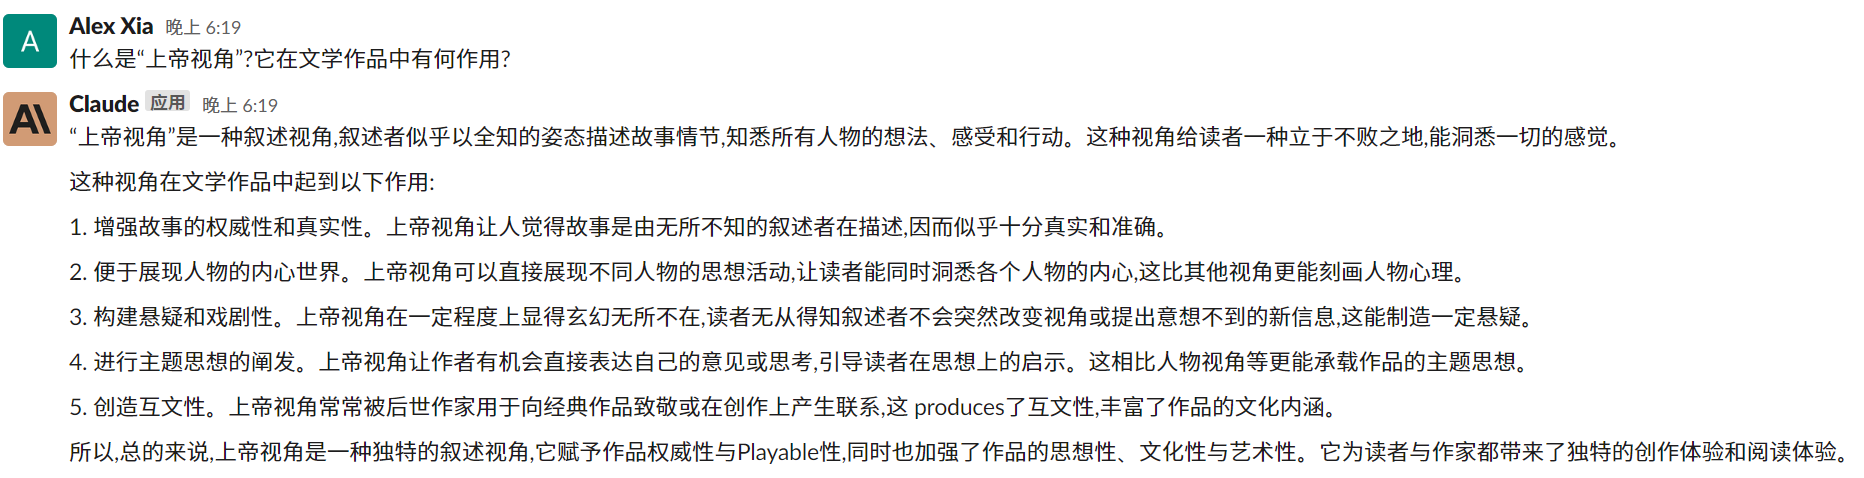 A
Alex Xia 晚上 6:19
什么是“上帝视角”?它在文学作品中有何作用?
Claude 应用 晚上 6:19
“上帝视角”是一种叙述视角,叙述者似乎以全知的姿态描述故事情节,知悉所有人物的想法、感受和行动。这种视角给读者一种立于不败之地,能洞悉一切的感觉。
这种视角在文学作品中起到以下作用:
1. 增强故事的权威性和真实性。上帝视角让人觉得故事是由无所不知的叙述者在描述,因而似乎十分真实和准确。
2. 便于展现人物的内心世界。上帝视角可以直接展现不同人物的思想活动,让读者能同时洞悉各个人物的内心,这比其他视角更能刻画人物心理。
3. 构建悬疑和戏剧性。上帝视角在一定程度上显得玄幻无所不在,读者无从得知叙述者不会突然改变视角或提出意想不到的新信息,这能制造一定悬疑。
4. 进行主题思想的阐发。上帝视角让作者有机会直接表达自己的意见或思考,引导读者在思想上的启示。这相比人物视角等更能承载作品的主题思想。
5. 创造互文性。上帝视角常常被后世作家用于向经典作品致敬或在创作上产生联系,这 produces了互文性,丰富了作品的文化内涵。
所以,总的来说,上帝视角是一种独特的叙述视角,它赋予作品权威性与Playable性,同时也加强了作品的思想性、文化性与艺术性。它为读者与作家都带来了独特的创作体验和阅读体验。